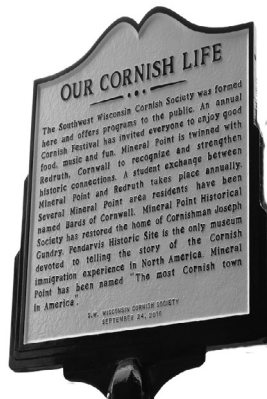 OUR CORNISH LIFE
The Southwest Wisconsin Cornish Society was formed
here and offers programs to the public. An annual
Cornish Festival has invited everyone to enjoy good
food, music and fun. Mineral Point is twinned with
Redruth, Cornwall to recognize and strengthen
historic connections. A student exchange between
Mineral Point and Redruth takes place annually.
Several Mineral Point area residents have been
named Bards of Cornwall. Mineral Point Historical
Society has restored the home of Cornishman Joseph
Gundry. Pendarvis Historic Site is the only museum
devoted to telling the story of the Cornish
immigration experience in North America. Mineral
Point has been named "The most Cornish town
in America".
S.W. WISCONSIN CORNISH SOCIETY
SEPTEMBER 24, 2016